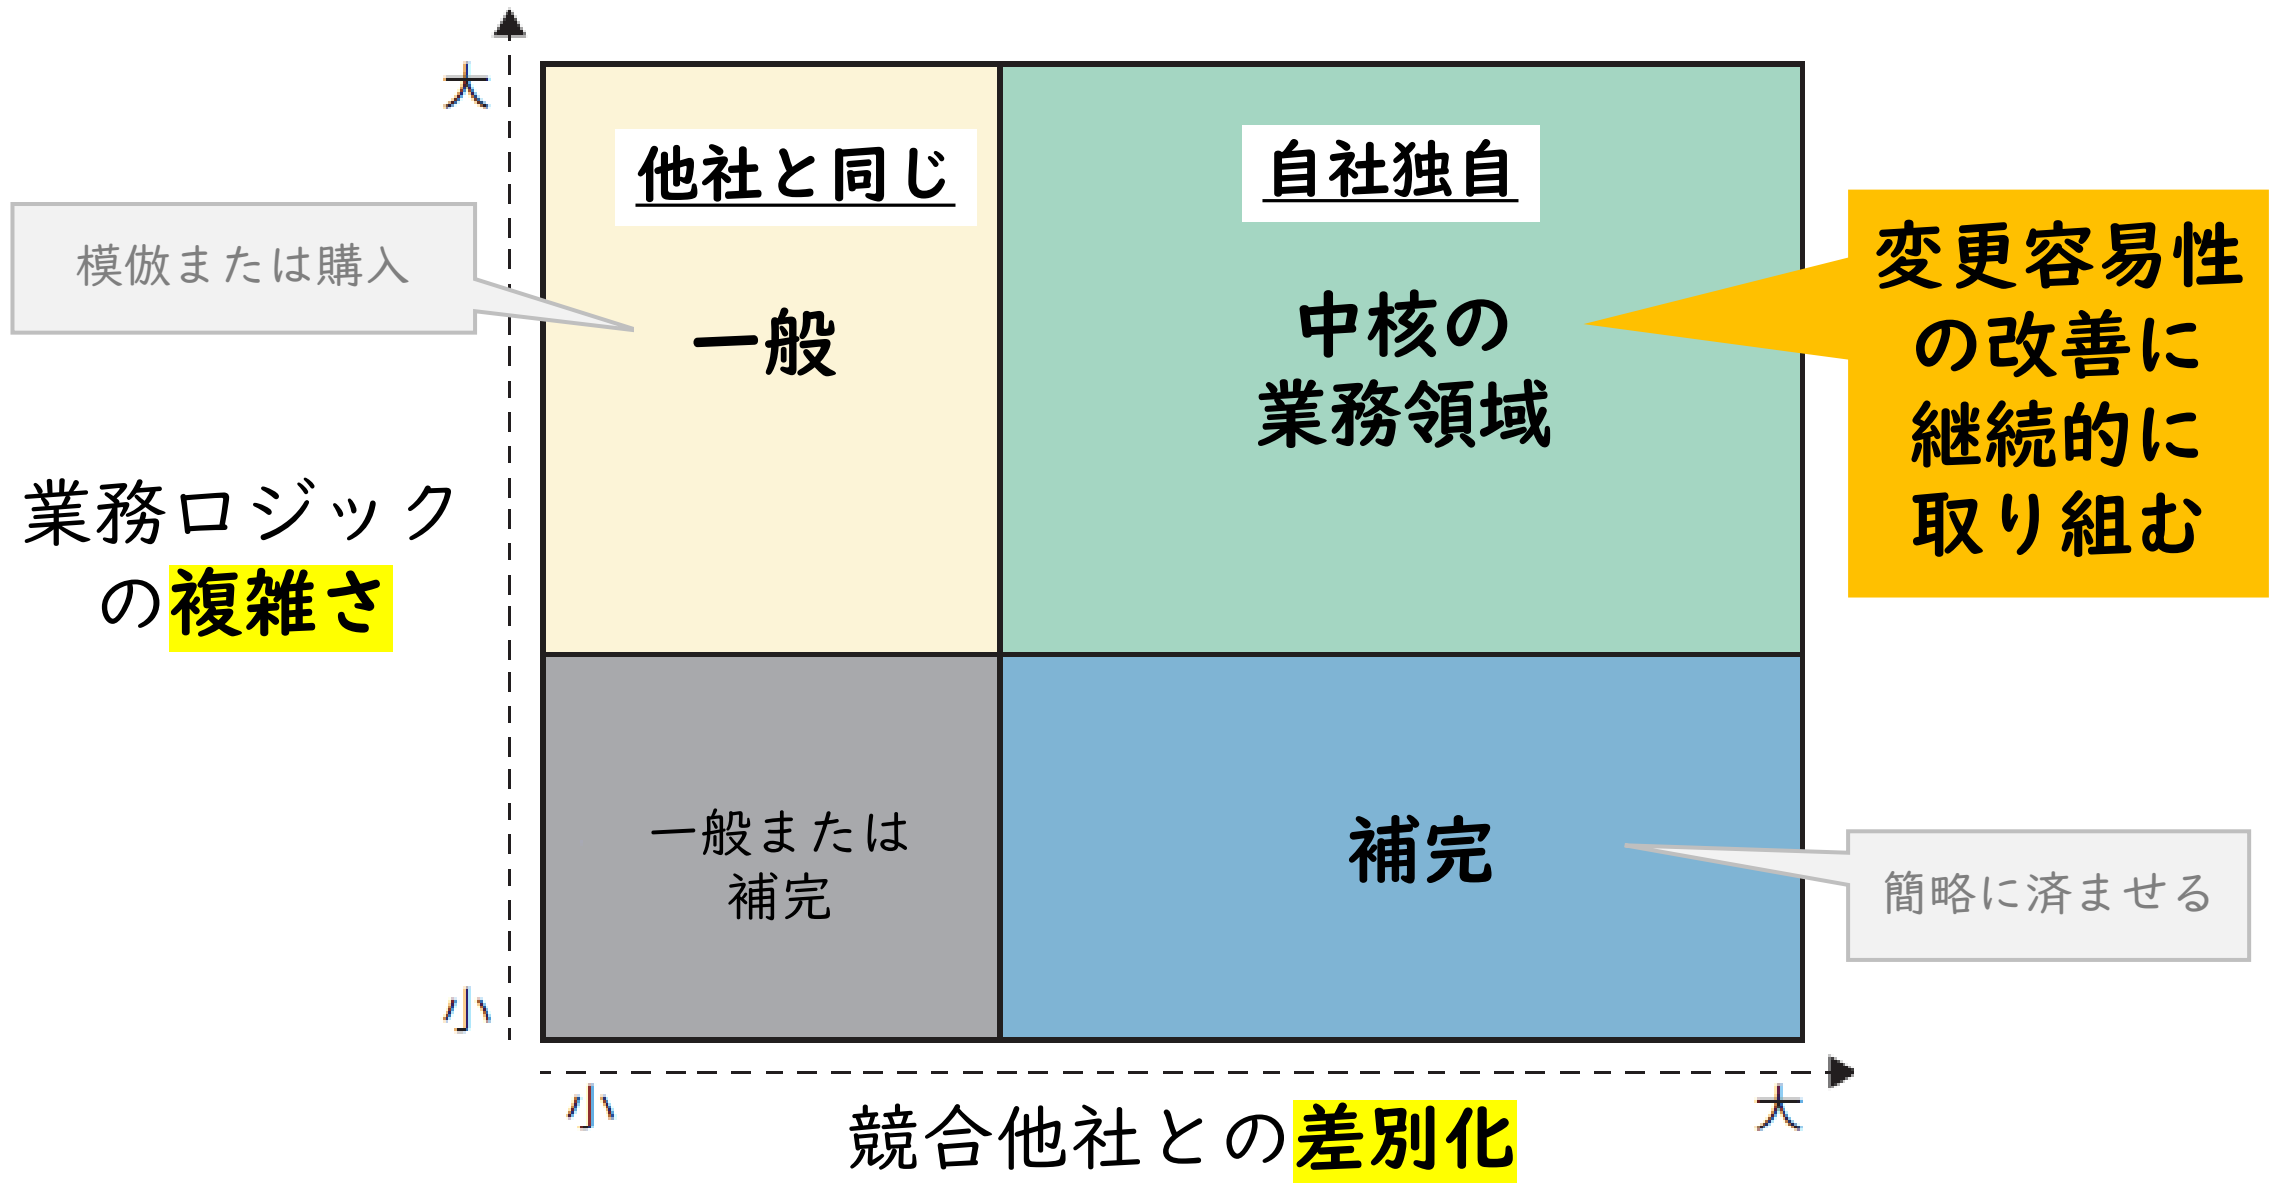 大
他社と同じ
自社独自
模倣または購入
一般
中核の
業務領域
変更容易性
の改善に
継続的に
取り組む
業務ロジック
の複雑さ
一般または
補完
補完
簡略に済ませる
小
小
大
競合他社との差別化